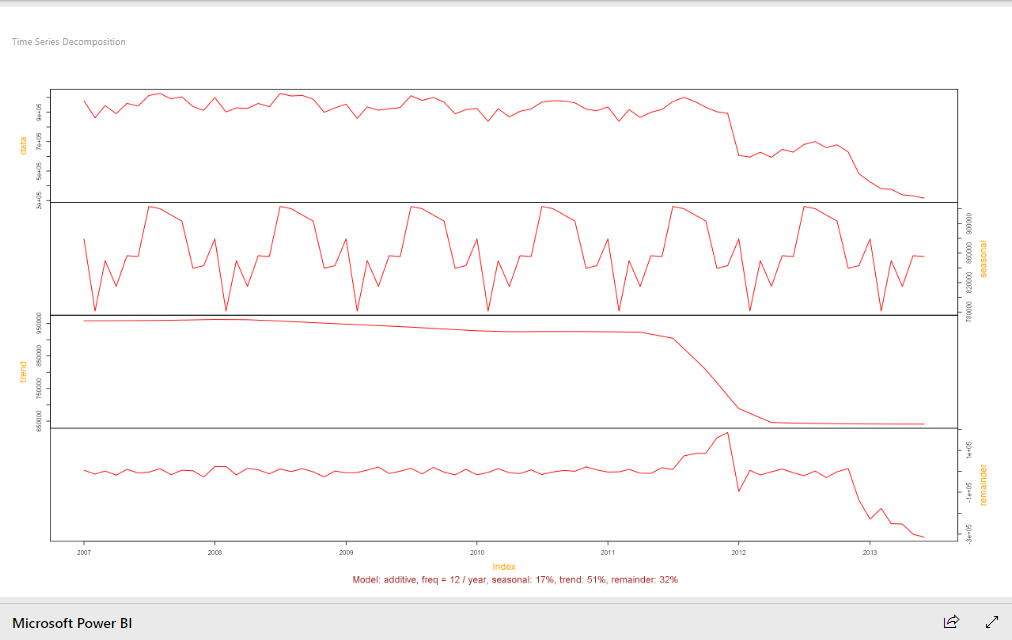 Time Series Decomposition
data
9e+05
7e+05
5e+05
3e+05
900000
860000
820000
780000
seasonal
trend
950000
850000
750000
650000
1e+05
-1e+05
-3e+05
remainder
2007 2008 2009 2010 2011 2012 2013
Index
Model: additive, freq = 12 / year, seasonal: 17%, trend: 51%, remainder: 32%
Microsoft Power BI